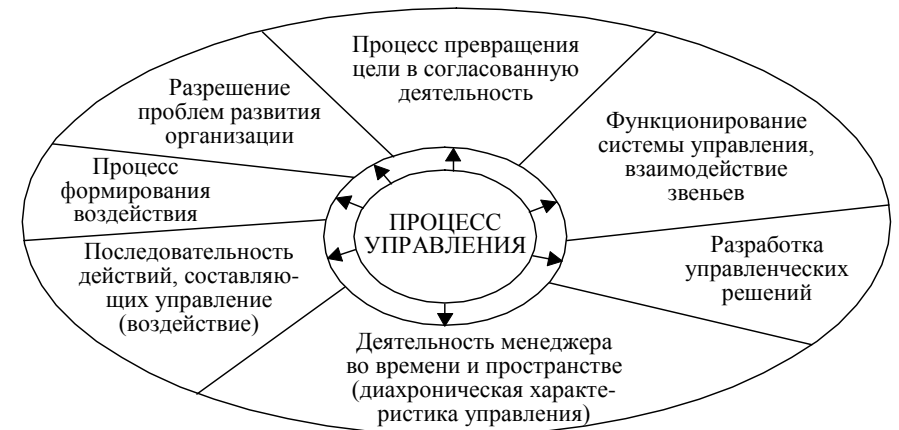 Процесс превращения
цели в согласованную
деятельность
Разрешение
проблем развития
организации
Функционирование
системы управления,
взаимодействие
звеньев
Процесс
формирования
воздействия
ПРОЦЕСС
УПРАВЛЕНИЯ
Последовательность
действий, составляю-
щих управление
(воздействие)
Разработка
управленческих
решений
Деятельность менеджера
во времени и пространстве
(диахроническая характе-
ристика управления)